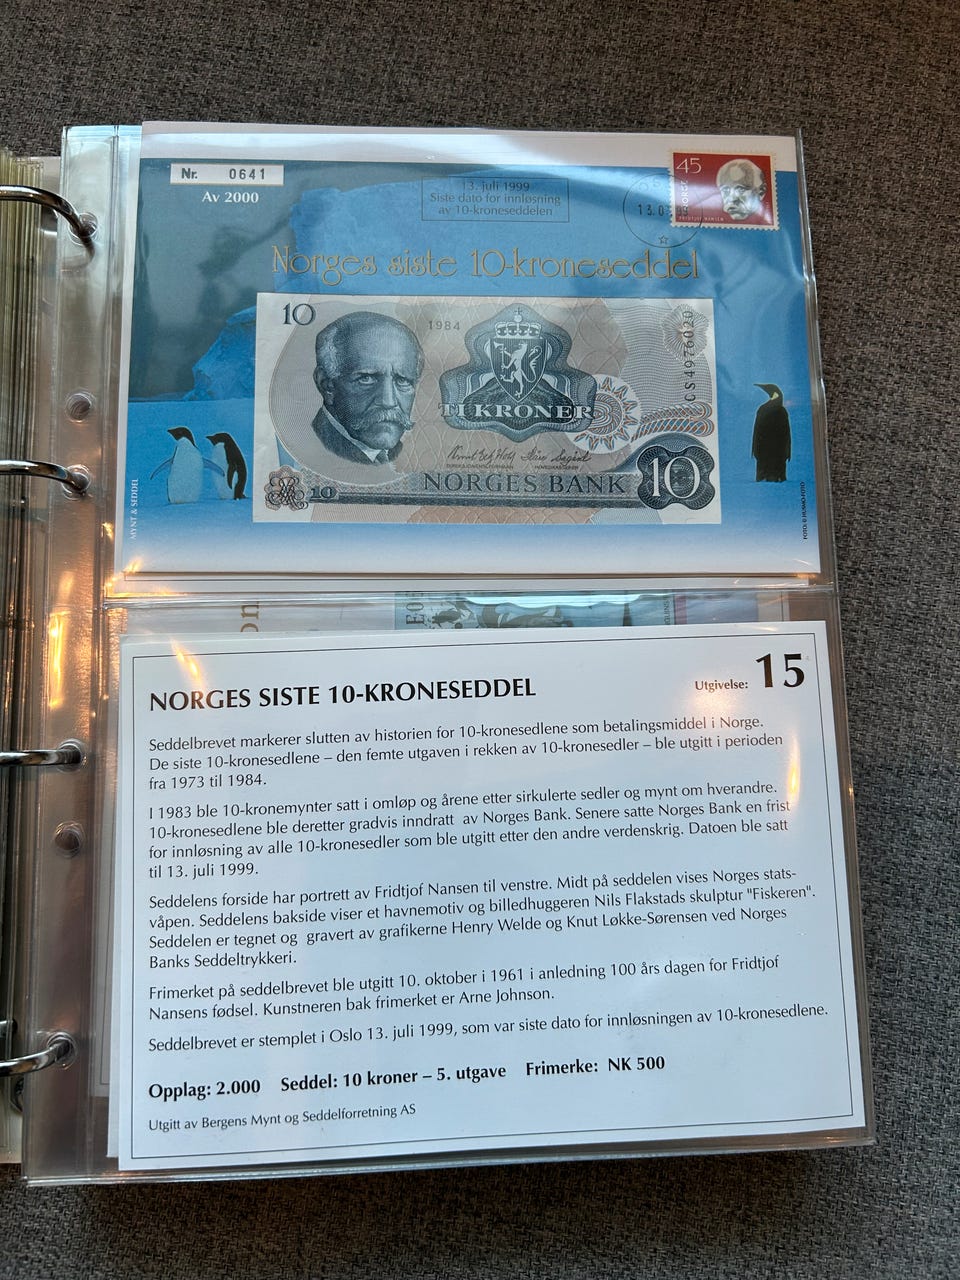 Nr. 0641
Av 2000
13. juli 1999
Siste dato for innløsning
av 10-kroneseddelen
45
NORGE
FRIDTJOF NANSEN
13.0
Norges siste 10-kroneseddel
10
1984
CS4976020
TI KRONER
NORGES BANK
10
10
MYNT & SEDDEL
NORGES SISTE 10-KRONESEDDEL
Utgivelse: 15
Seddelbrevet markerer slutten av historien for 10-kronesedlene som betalingsmiddel i Norge.
De siste 10-kronesedlene – den femte utgaven i rekken av 10-kronesedler – ble utgitt i perioden
fra 1973 til 1984.
I 1983 ble 10-kronemynter satt i omløp og årene etter sirkulerte sedler og mynt om hverandre.
10-kronesedlene ble deretter gradvis inndratt av Norges Bank. Senere satte Norges Bank en frist
for innløsning av alle 10-kronesedler som ble utgitt etter den andre verdenskrig. Datoen ble satt
til 13. juli 1999.
Seddelens forside har portrett av Fridtjof Nansen til venstre. Midt på seddelen vises Norges stats-
våpen. Seddelens bakside viser et havnemotiv og billedhuggeren Nils Flakstads skulptur "Fiskeren".
Seddelen er tegnet og gravert av grafikerne Henry Welde og Knut Løkke-Sørensen ved Norges
Banks Seddeltrykkeri.
Frimerket på seddelbrevet ble utgitt 10. oktober i 1961 i anledning 100 års dagen for Fridtjof
Nansens fødsel. Kunstneren bak frimerket er Arne Johnson.
Seddelbrevet er stemplet i Oslo 13. juli 1999, som var siste dato for innløsningen av 10-kronesedlene.
Opplag: 2.000 Seddel: 10 kroner – 5. utgave Frimerke: NK 500
Utgitt av Bergens Mynt og Seddelforretning AS